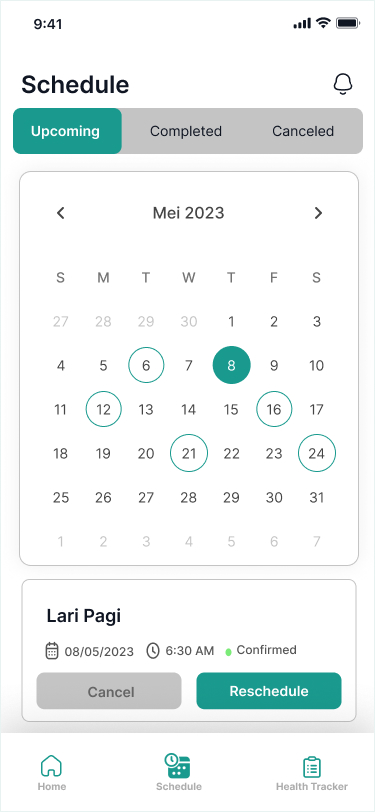 9:41
Schedule
Upcoming Completed Canceled
Mei 2023
S M T W T F S
27 28 29 30 1 2 3
4 5 6 7 8 9 10
11 12 13 14 15 16 17
18 19 20 21 22 23 24
25 26 27 28 29 30 31
1 2 3 4 5 6 7
Lari Pagi
08/05/2023 6:30 AM Confirmed
Cancel Reschedule
Home Schedule Health Tracker